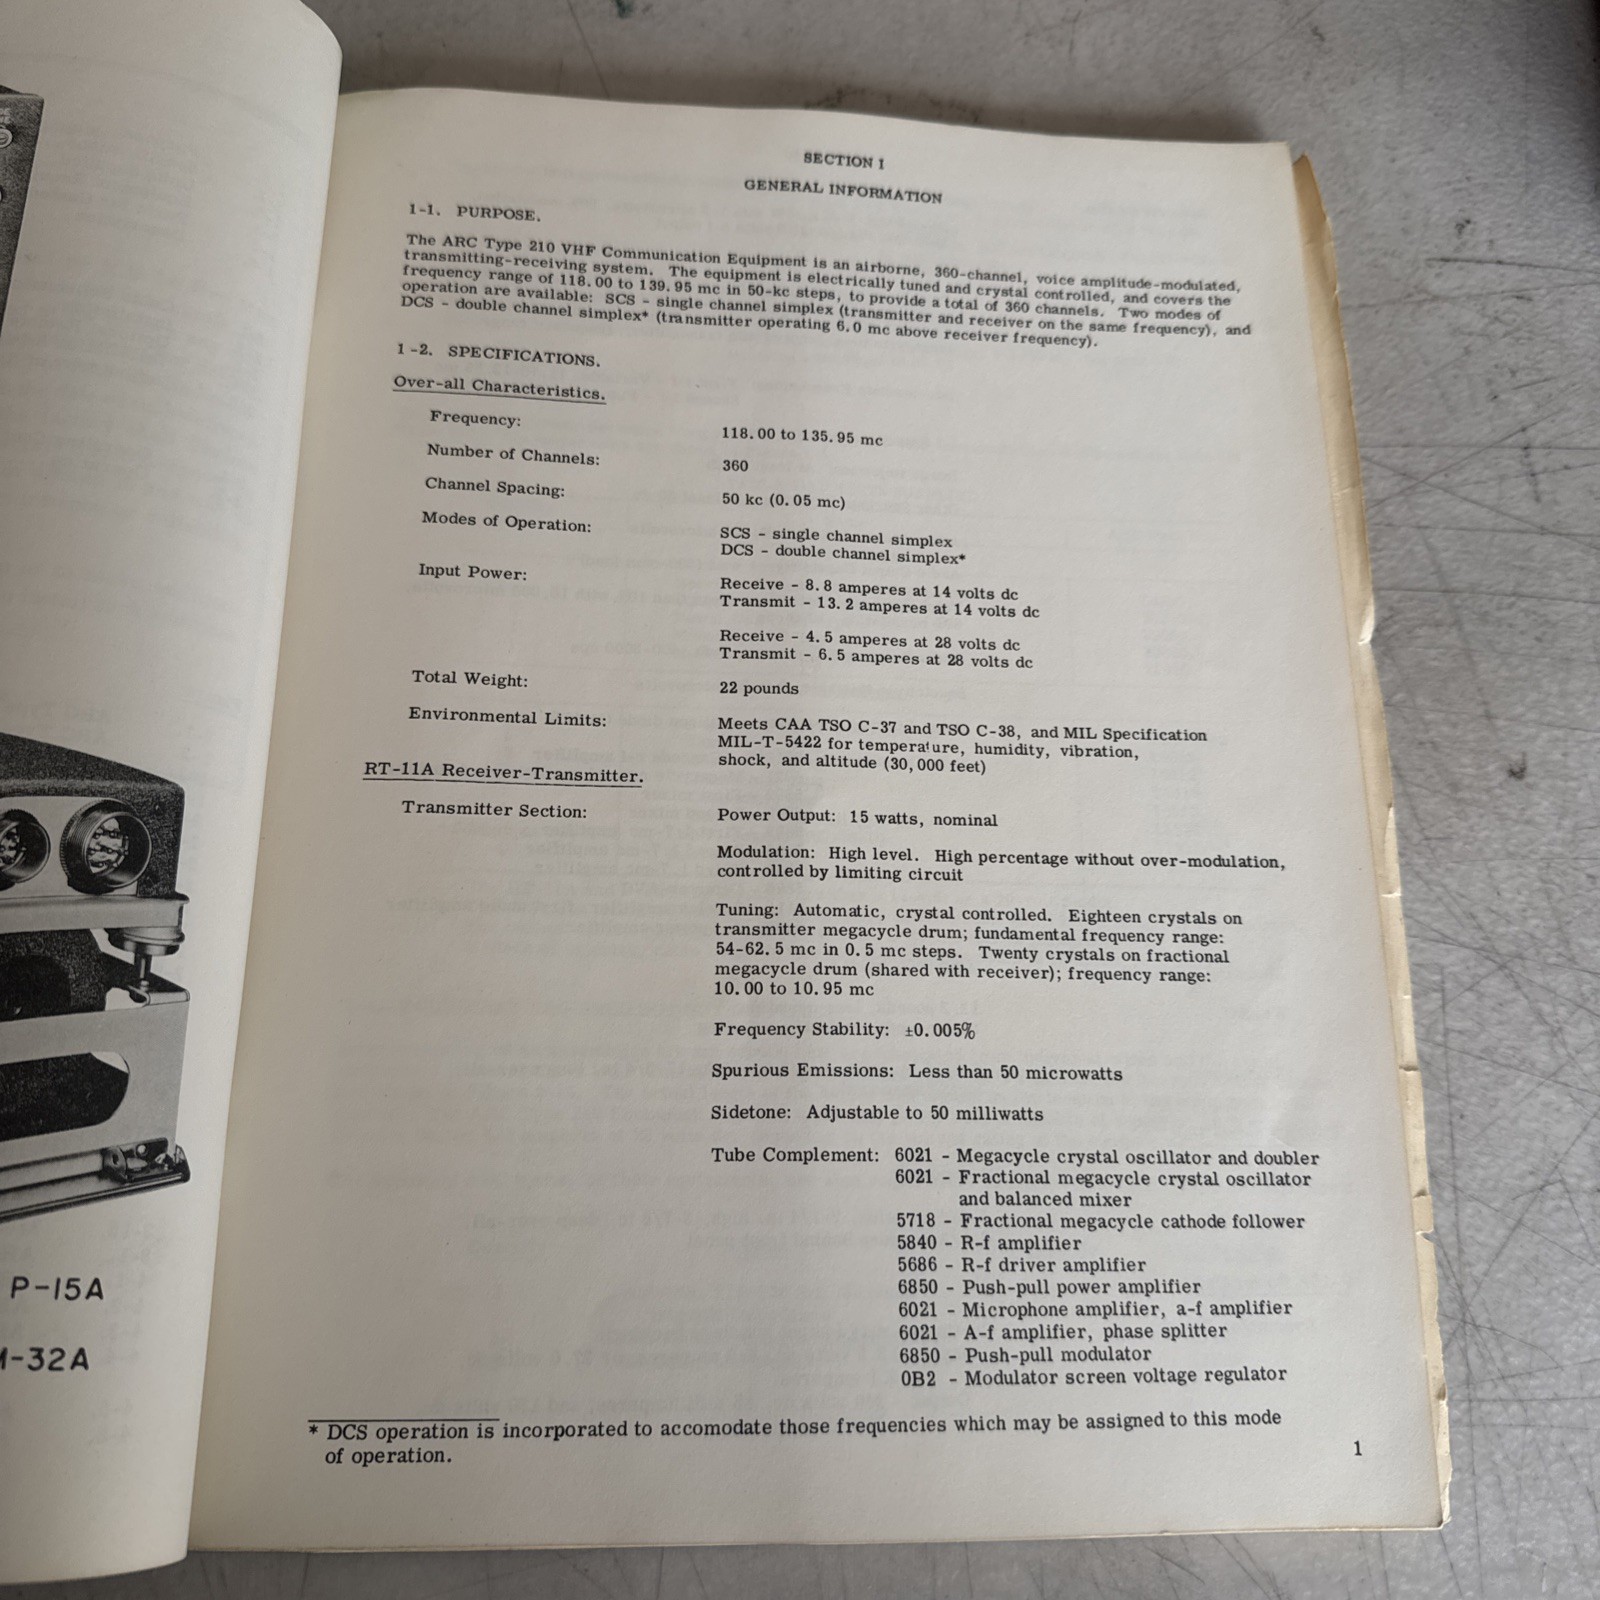 SECTION 1
GENERAL INFORMATION
1-1. PURPOSE.
The ARC Type 210 VHF Communication Equipment is an airborne, 360-channel, voice amplitude-modulated,
transmitting-receiving system. The equipment is electrically tuned and crystal controlled, and covers the
frequency range of 118.00 to 139.95 mc in 50-kc steps, to provide a total of 360 channels. Two modes of
operation are available: SCS - single channel simplex (transmitter and receiver on the same frequency), and
DCS - double channel simplex* (transmitter operating 6.0 mc above receiver frequency).
1-2. SPECIFICATIONS.
Over-all Characteristics.
Frequency: 118.00 to 135.95 mc
Number of Channels: 360
Channel Spacing: 50 kc (0.05 mc)
Modes of Operation: SCS - single channel simplex
DCS - double channel simplex*
Input Power: Receive - 8.8 amperes at 14 volts dc
Transmit - 13.2 amperes at 14 volts dc
Receive - 4.5 amperes at 28 volts dc
Transmit - 6.5 amperes at 28 volts dc
Total Weight: 22 pounds
Environmental Limits: Meets CAA TSO C-37 and TSO C-38, and MIL Specification
MIL-T-5422 for temperature, humidity, vibration,
shock, and altitude (30,000 feet)
RT-11A Receiver-Transmitter.
Transmitter Section: Power Output: 15 watts, nominal
Modulation: High level. High percentage without over-modulation,
controlled by limiting circuit
Tuning: Automatic, crystal controlled. Eighteen crystals on
transmitter megacycle drum; fundamental frequency range:
54-62.5 mc in 0.5 mc steps. Twenty crystals on fractional
megacycle drum (shared with receiver); frequency range:
10.00 to 10.95 mc
Frequency Stability: ±0.005%
Spurious Emissions: Less than 50 microwatts
Sidetone: Adjustable to 50 milliwatts
Tube Complement: 6021 - Megacycle crystal oscillator and doubler
6021 - Fractional megacycle crystal oscillator
and balanced mixer
5718 - Fractional megacycle cathode follower
5840 - R-f amplifier
5686 - R-f driver amplifier
6850 - Push-pull power amplifier
6021 - Microphone amplifier, a-f amplifier
6021 - A-f amplifier, phase splitter
6850 - Push-pull modulator
0B2 - Modulator screen voltage regulator
* DCS operation is incorporated to accomodate those frequencies which may be assigned to this mode
of operation.
1
P-15A
-32A